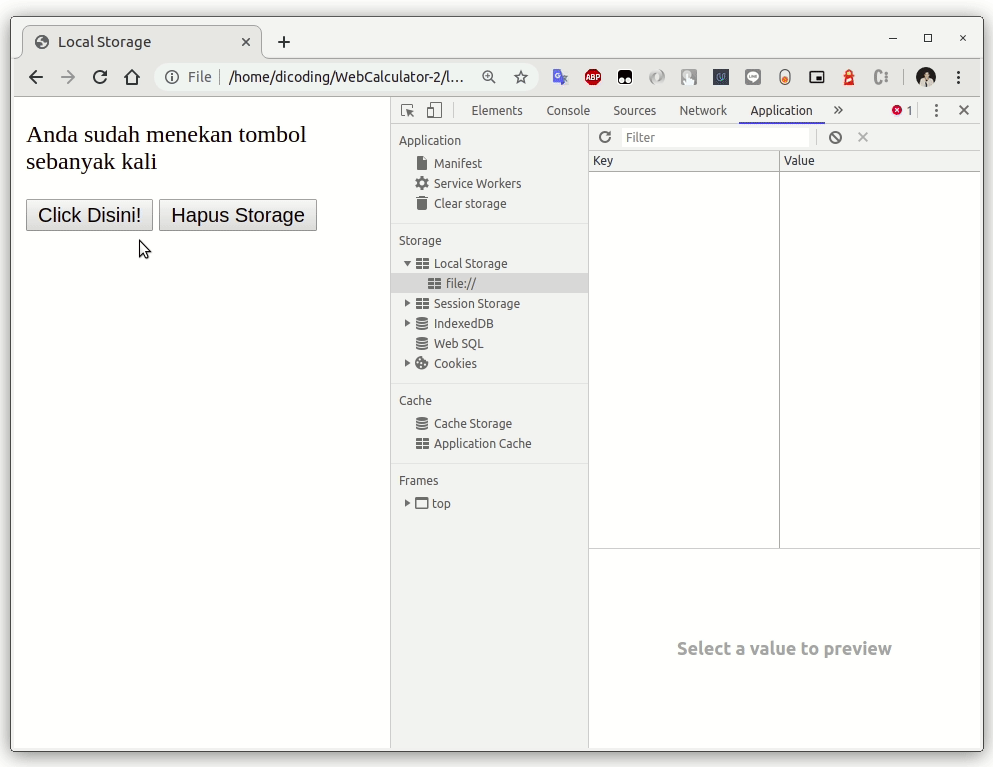 Local Storage
File /home/dicoding/WebCalculator-2/l...
ABP
Anda sudah menekan tombol
sebanyak kali
Click Disini! Hapus Storage
Elements Console Sources Network Application » 1
Application
Manifest
Service Workers
Clear storage
Storage
Local Storage
file://
Session Storage
IndexedDB
Web SQL
Cookies
Cache
Cache Storage
Application Cache
Frames
top
Filter
Key Value
Select a value to preview